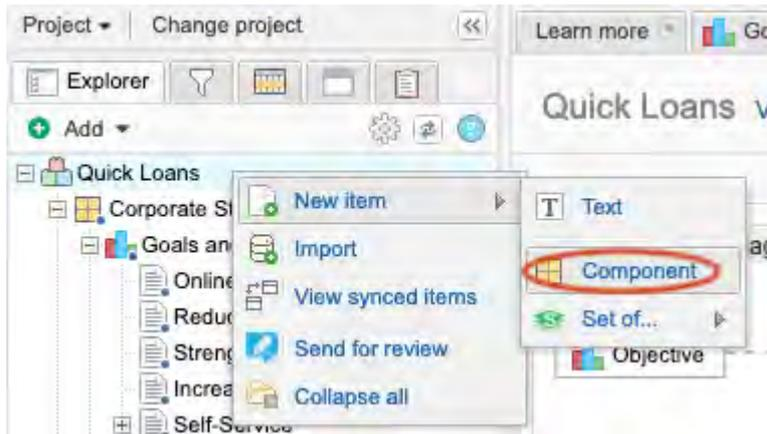 Project Change project
Learn more Go
Explorer
Add
Quick Loans
Quick Loans
Corporate St
New item
Text
Goals an
Import
Component
Online
View synced items
Set of...
Reduc
Streng
Send for review
Objective
Increa
Collapse all
Self-Service